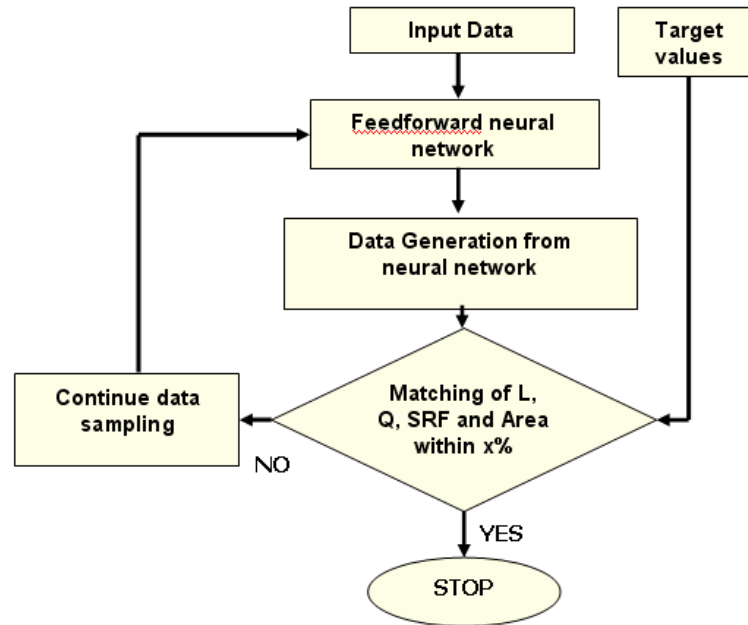 Input Data
Target
values
Feedforward neural
network
Data Generation from
neural network
Matching of L,
Q, SRF and Area
within x%
Continue data
sampling
NO
YES
STOP